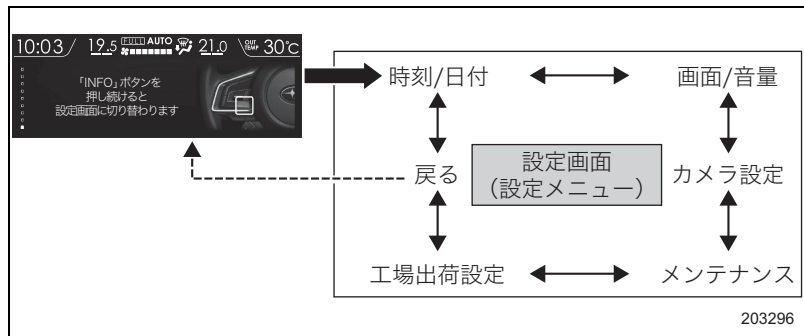 10:03 19.5 FULL AUTO 21.0 OUT TEMP 30℃
「INFO」ボタンを
押し続けると
設定画面に切り替わります
時刻/日付
画面/音量
戻る
設定画面
(設定メニュー)
カメラ設定
工場出荷設定
メンテナンス
203296